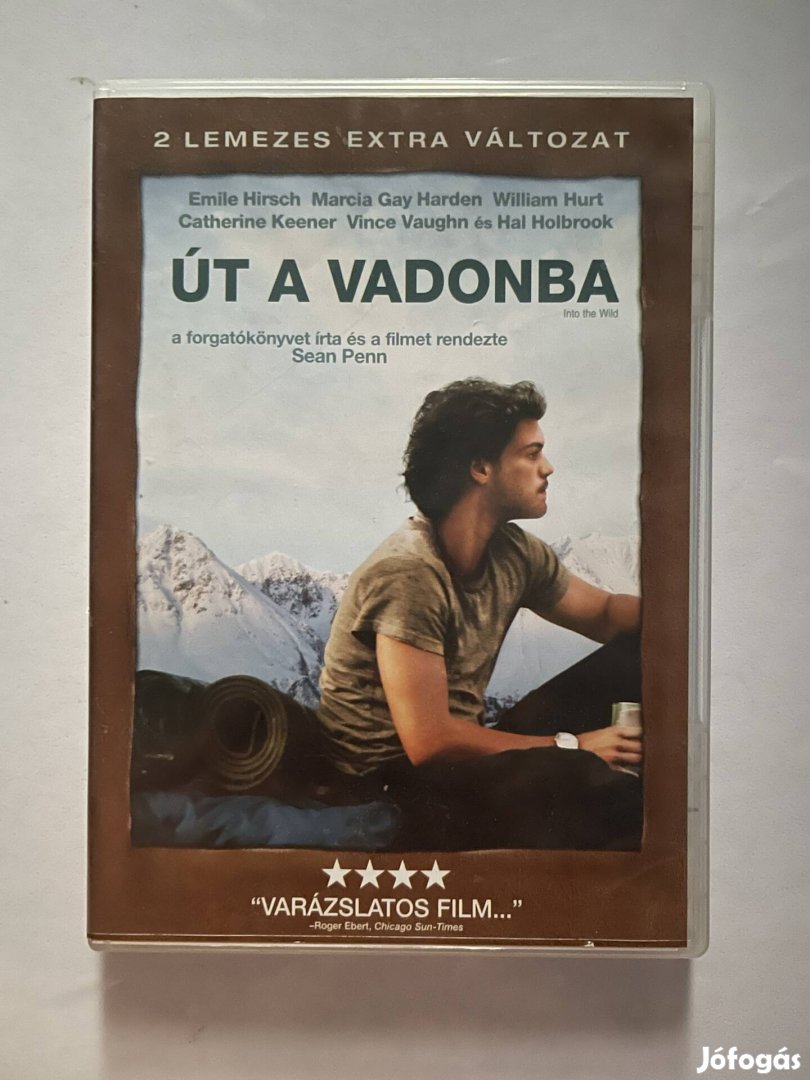 2 LEMEZES EXTRA VÁLTOZAT
Emile Hirsch Marcia Gay Harden William Hurt
Catherine Keener Vince Vaughn és Hal Holbrook
ÚT A VADONBA
Into the Wild
a forgatókönyvet írta és a filmet rendezte
Sean Penn
"VARÁZSLATOS FILM..."
–Roger Ebert, Chicago Sun-Times
Jófogás